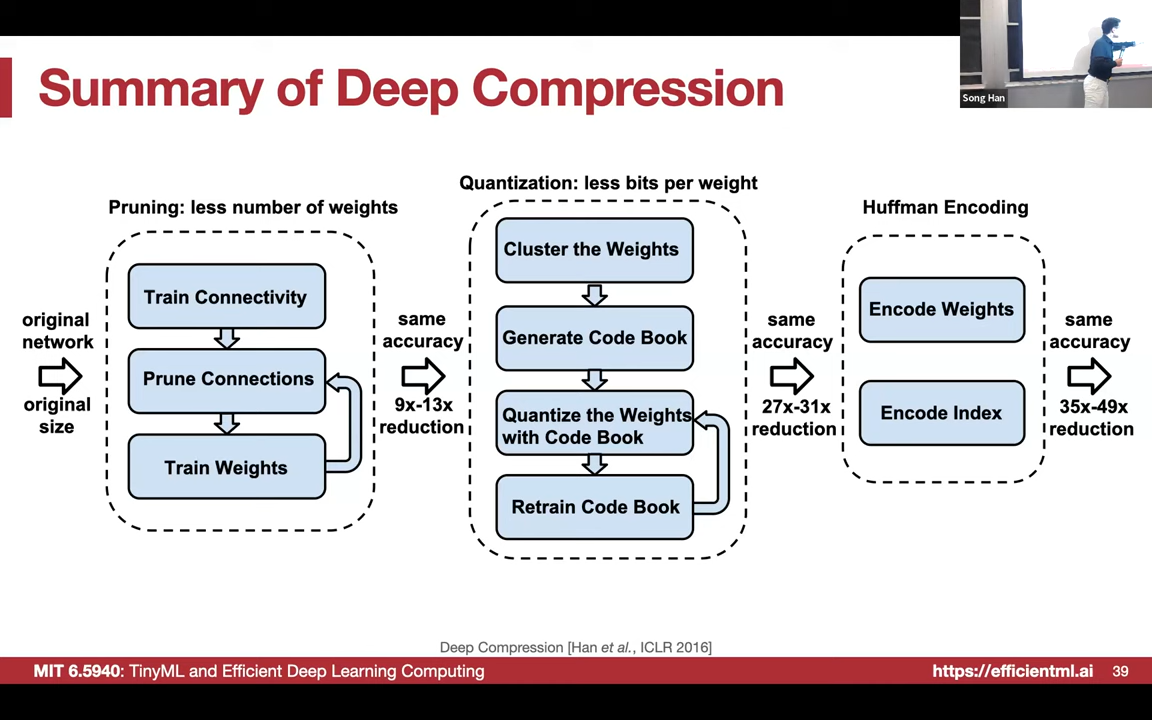 Summary of Deep Compression
Song Han
Pruning: less number of weights
Train Connectivity
Prune Connections
Train Weights
original
network
original
size
same
accuracy
9x-13x
reduction
Quantization: less bits per weight
Cluster the Weights
Generate Code Book
Quantize the Weights
with Code Book
Retrain Code Book
same
accuracy
27x-31x
reduction
Huffman Encoding
Encode Weights
Encode Index
same
accuracy
35x-49x
reduction
Deep Compression [Han et al., ICLR 2016]
MIT 6.5940: TinyML and Efficient Deep Learning Computing
https://efficientml.ai
39